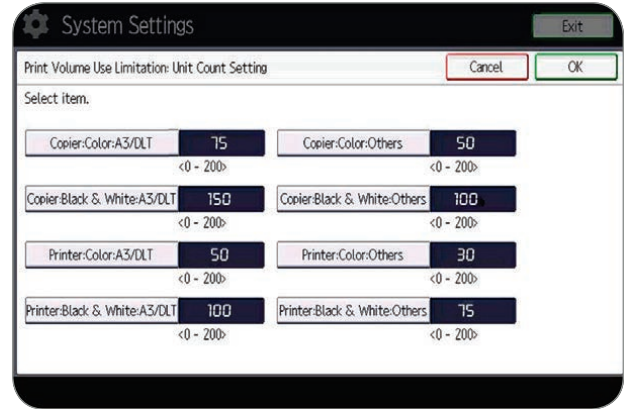 System Settings Exit
Print Volume Use Limitation: Unit Count Setting Cancel OK
Select item.
Copier:Color:A3/DLT 75 Copier:Color:Others 50
<0 - 200> <0 - 200>
Copier:Black & White:A3/DLT 150 Copier:Black & White:Others 100
<0 - 200> <0 - 200>
Printer:Color:A3/DLT 50 Printer:Color:Others 30
<0 - 200> <0 - 200>
Printer:Black & White:A3/DLT 100 Printer:Black & White:Others 75
<0 - 200> <0 - 200>